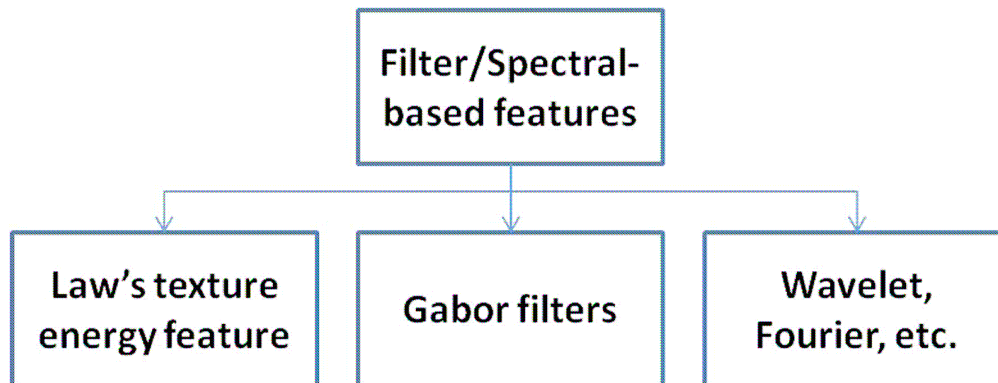 Filter/Spectral-
based features
Law's texture
energy feature
Gabor filters
Wavelet,
Fourier, etc.